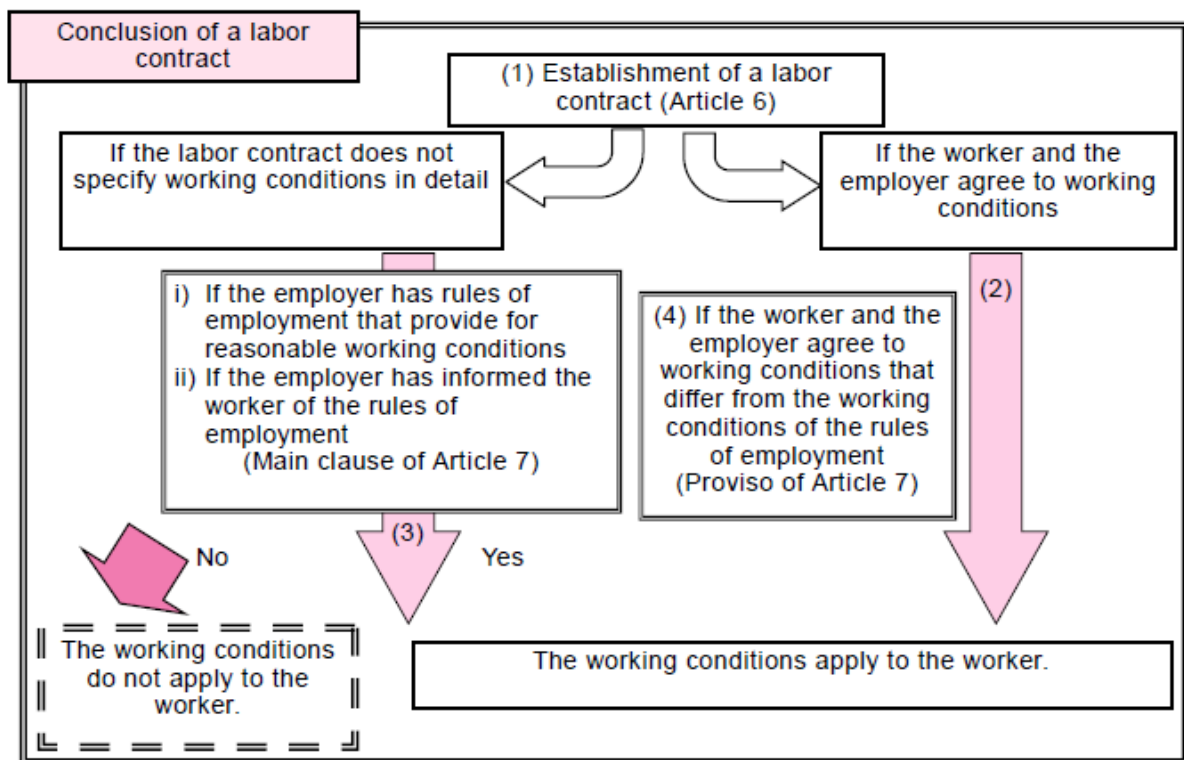 Conclusion of a labor
contract
(1) Establishment of a labor
contract (Article 6)
If the labor contract does not
specify working conditions in detail
If the worker and the
employer agree to working
conditions
i) If the employer has rules of
employment that provide for
reasonable working conditions
ii) If the employer has informed the
worker of the rules of
employment
(Main clause of Article 7)
(4) If the worker and the
employer agree to
working conditions that
differ from the working
conditions of the rules
of employment
(Proviso of Article 7)
(2)
(3)
No
Yes
The working conditions
do not apply to the
worker.
The working conditions apply to the worker.